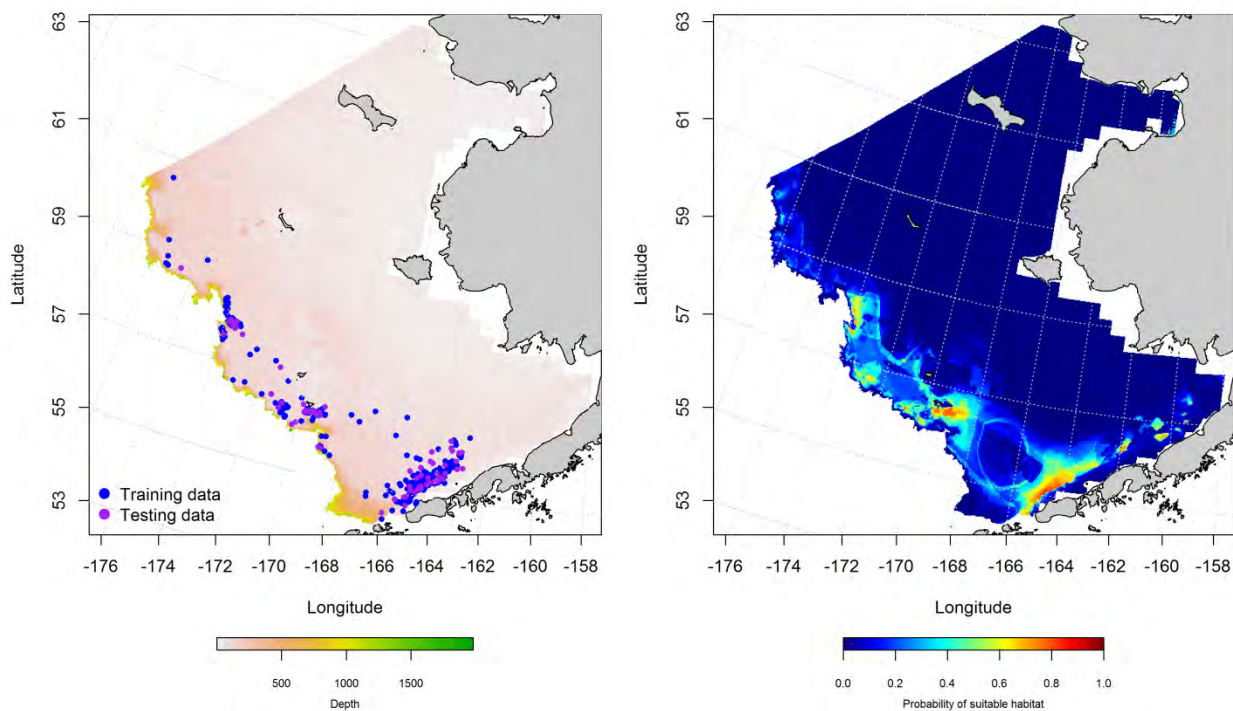 63
61
59
57
55
53
Latitude
Training data
Testing data
-176 -172 -170 -168 -166 -164 -162 -160
Longitude
500 1000 1500
Depth
63
61
59
57
55
53
Latitude
-176 -172 -170 -168 -166 -164 -162 -160 -158
Longitude
0.0 0.2 0.4 0.6 0.8 1.0
Probability of suitable habitat